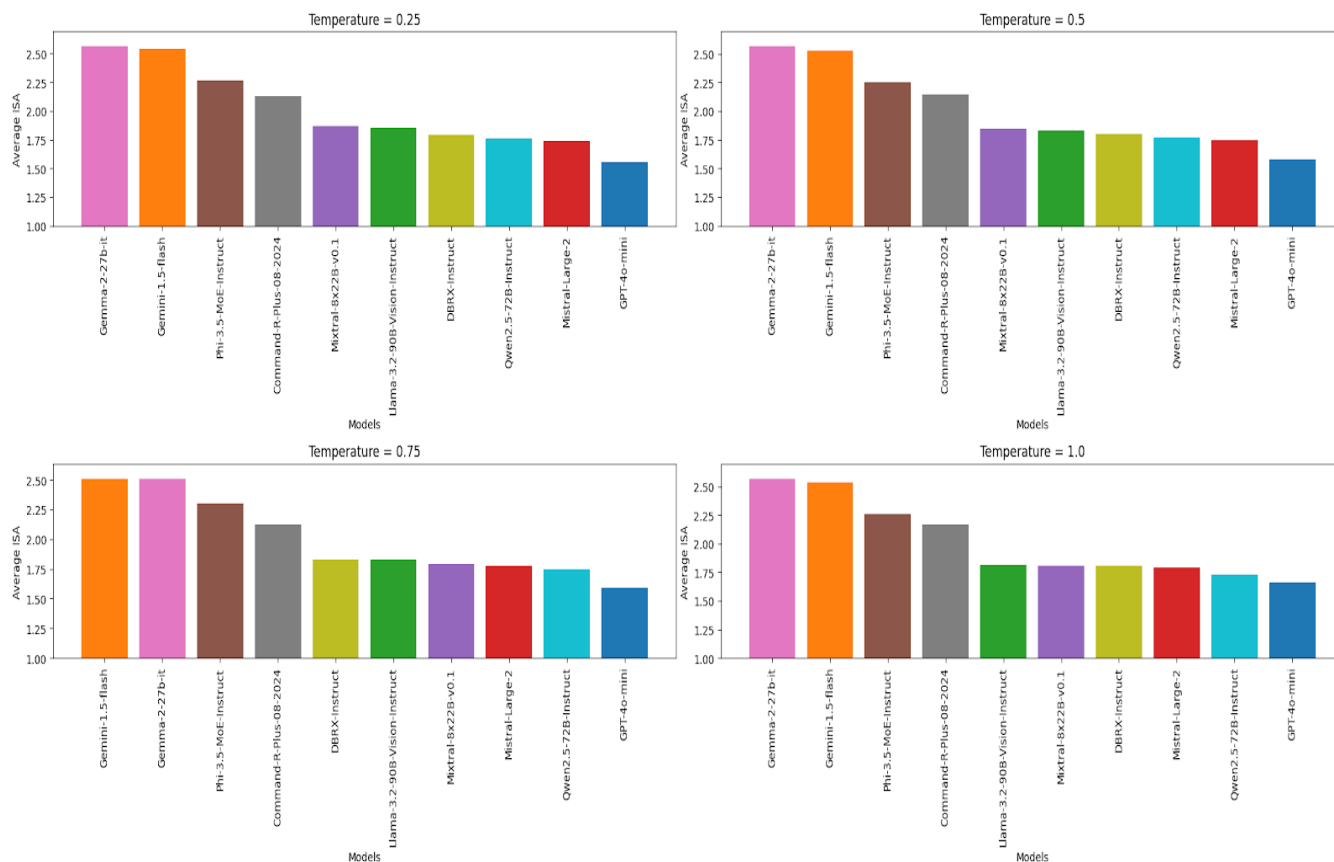 Temperature = 0.25
Average ISA
2.50
2.25
2.00
1.75
1.50
1.25
1.00
Gemma-2-27b-it
Gemini-1.5-flash
Phi-3.5-MoE-Instruct
Command-R-Plus-08-2024
Mixtral-8x22B-v0.1
Llama-3.2-90B-Vision-Instruct
DBRX-Instruct
Qwen2.5-72B-Instruct
Mistral-Large-2
GPT-4o-mini
Models
Temperature = 0.5
Average ISA
2.50
2.25
2.00
1.75
1.50
1.25
1.00
Gemma-2-27b-it
Gemini-1.5-flash
Phi-3.5-MoE-Instruct
Command-R-Plus-08-2024
Mixtral-8x22B-v0.1
Llama-3.2-90B-Vision-Instruct
DBRX-Instruct
Qwen2.5-72B-Instruct
Mistral-Large-2
GPT-4o-mini
Models
Temperature = 0.75
Average ISA
2.50
2.25
2.00
1.75
1.50
1.25
1.00
Gemini-1.5-flash
Gemma-2-27b-it
Phi-3.5-MoE-Instruct
Command-R-Plus-08-2024
DBRX-Instruct
Llama-3.2-90B-Vision-Instruct
Mixtral-8x22B-v0.1
Mistral-Large-2
Qwen2.5-72B-Instruct
GPT-4o-mini
Models
Temperature = 1.0
Average ISA
2.50
2.25
2.00
1.75
1.50
1.25
1.00
Gemma-2-27b-it
Gemini-1.5-flash
Phi-3.5-MoE-Instruct
Command-R-Plus-08-2024
Llama-3.2-90B-Vision-Instruct
Mixtral-8x22B-v0.1
DBRX-Instruct
Mistral-Large-2
Qwen2.5-72B-Instruct
GPT-4o-mini
Models